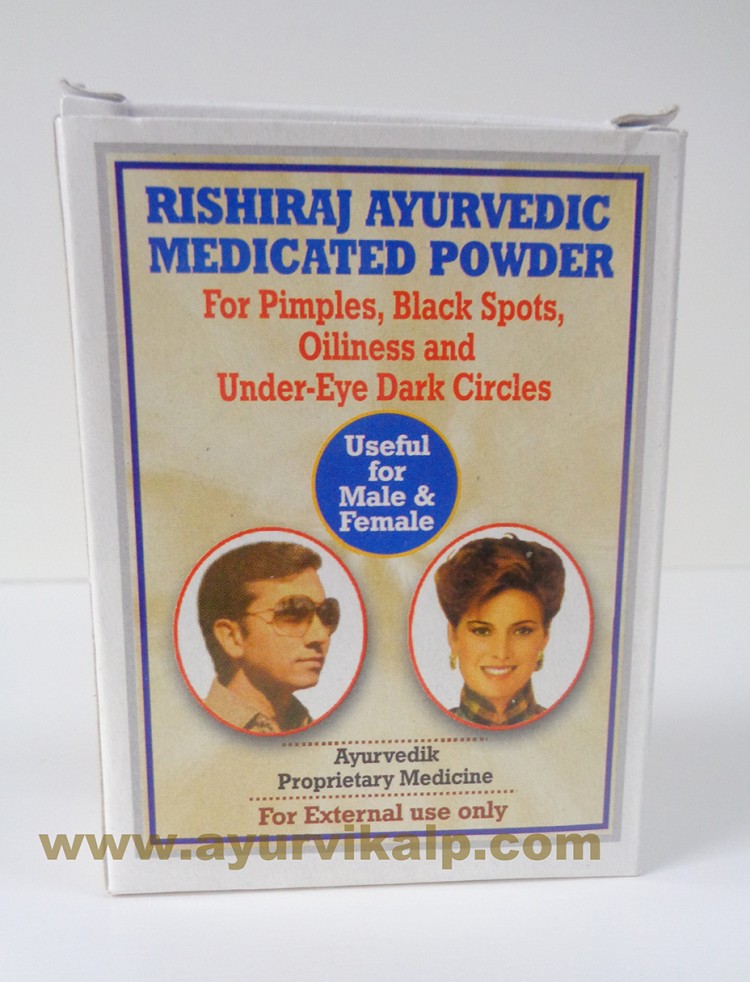 RISHIRAJ AYURVEDIC
MEDICATED POWDER
For Pimples, Black Spots,
Oiliness and
Under-Eye Dark Circles
Useful
for
Male &
Female
Ayurvedik
Proprietary Medicine
For External use only
www.ayurvikalp.com